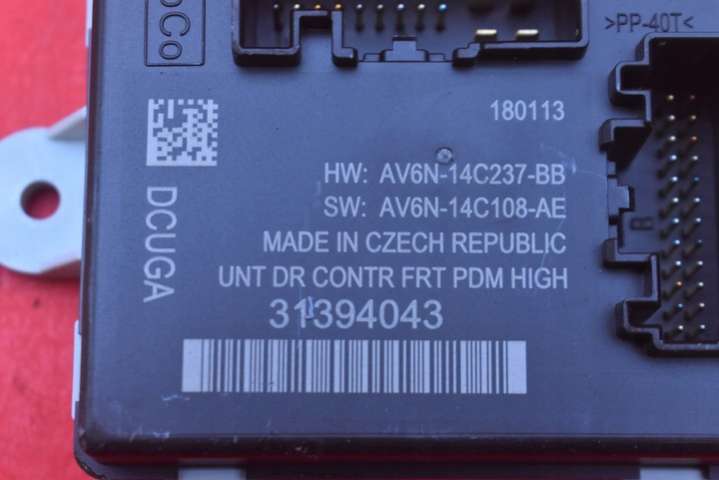 oCo
>PP-40T<
180113
HW: AV6N-14C237-BB
SW: AV6N-14C108-AE
MADE IN CZECH REPUBLIC
UNT DR CONTR FRT PDM HIGH
31394043
DCUGA
B